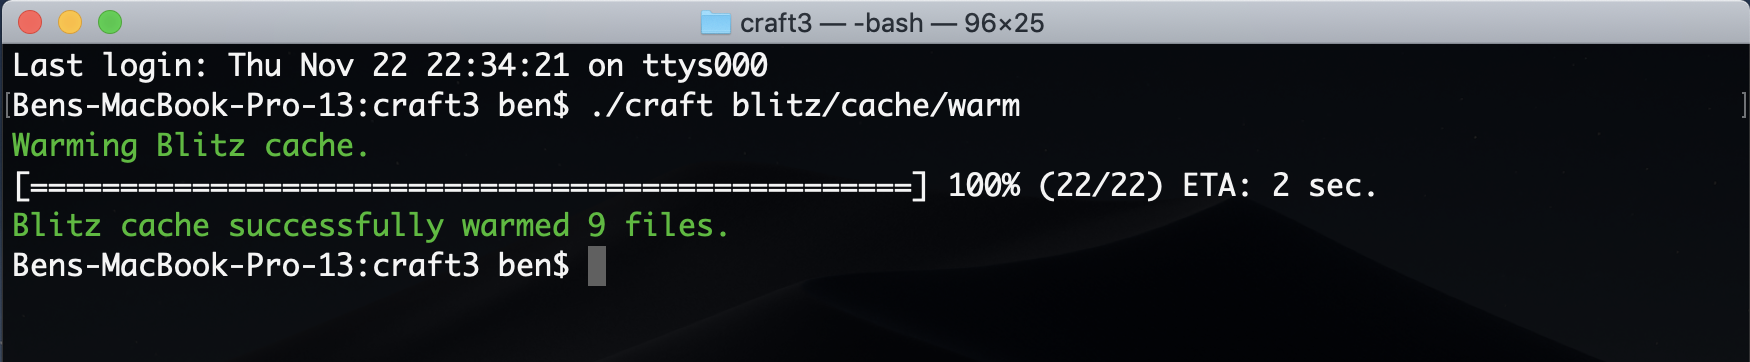 craft3 — -bash — 96×25
Last login: Thu Nov 22 22:34:21 on ttys000
[Bens-MacBook-Pro-13:craft3 ben$ ./craft blitz/cache/warm ]
Warming Blitz cache.
[=================================================] 100% (22/22) ETA: 2 sec.
Blitz cache successfully warmed 9 files.
Bens-MacBook-Pro-13:craft3 ben$